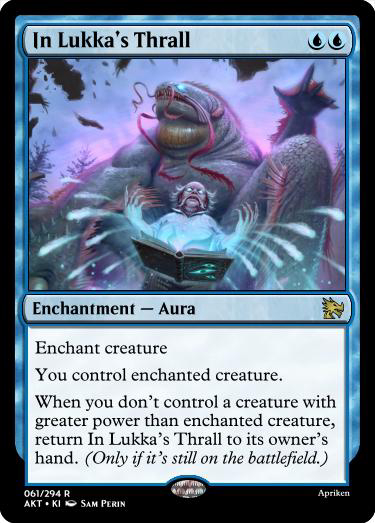 In Lukka's Thrall
Enchantment — Aura
Enchant creature
You control enchanted creature.
When you don't control a creature with
greater power than enchanted creature,
return In Lukka's Thrall to its owner's
hand. (Only if it's still on the battlefield.)
061/294 R
Apriken
AKT • KI Sam Perin